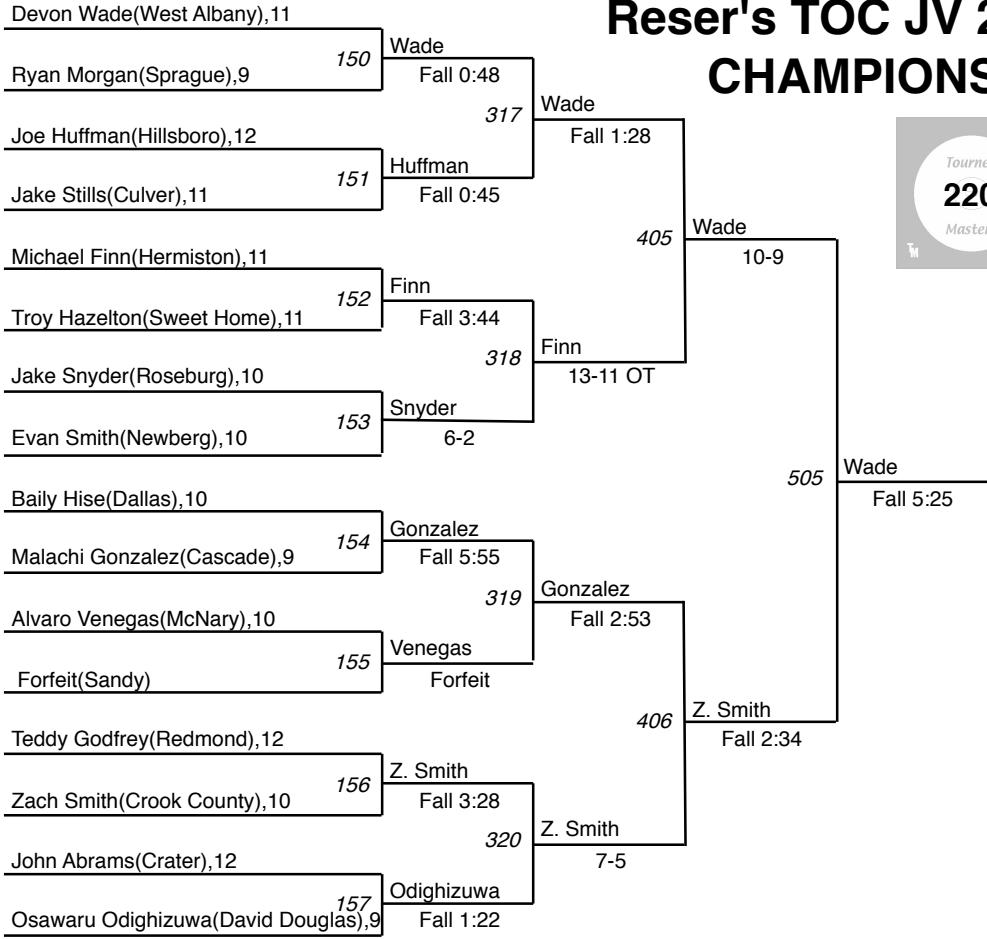 Reser's TOC JV 2
CHAMPIONS
Tourne
220
Master
TM
Devon Wade(West Albany),11
150
Wade
Ryan Morgan(Sprague),9
Fall 0:48
317
Wade
Fall 1:28
Joe Huffman(Hillsboro),12
151
Huffman
Jake Stills(Culver),11
Fall 0:45
405
Wade
10-9
Michael Finn(Hermiston),11
152
Finn
Troy Hazelton(Sweet Home),11
Fall 3:44
318
Finn
13-11 OT
Jake Snyder(Roseburg),10
153
Snyder
Evan Smith(Newberg),10
6-2
505
Wade
Fall 5:25
Baily Hise(Dallas),10
154
Gonzalez
Malachi Gonzalez(Cascade),9
Fall 5:55
319
Gonzalez
Fall 2:53
Alvaro Venegas(McNary),10
155
Venegas
Forfeit(Sandy)
Forfeit
406
Z. Smith
Fall 2:34
Teddy Godfrey(Redmond),12
156
Z. Smith
Zach Smith(Crook County),10
Fall 3:28
320
Z. Smith
7-5
John Abrams(Crater),12
157
Odighizuwa
Osawaru Odighizuwa(David Douglas),9
Fall 1:22